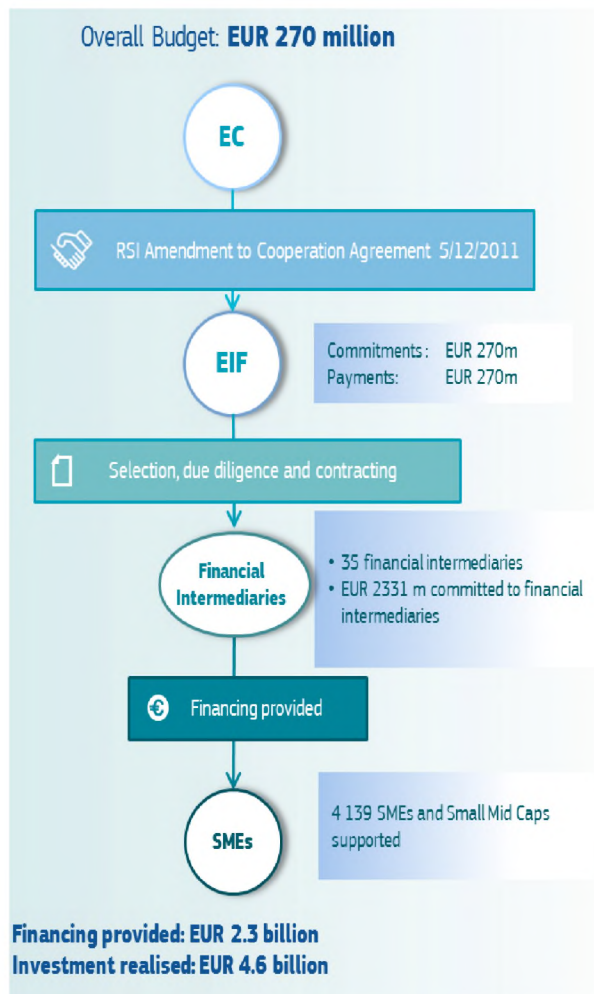 Overall Budget: EUR 270 million
EC
RSI Amendment to Cooperation Agreement 5/12/2011
EIF
Commitments: EUR 270m
Payments: EUR 270m
Selection, due diligence and contracting
Financial
Intermediaries
• 35 financial intermediaries
• EUR 2331 m committed to financial
intermediaries
€ Financing provided
SMEs
4 139 SMEs and Small Mid Caps
supported
Financing provided: EUR 2.3 billion
Investment realised: EUR 4.6 billion